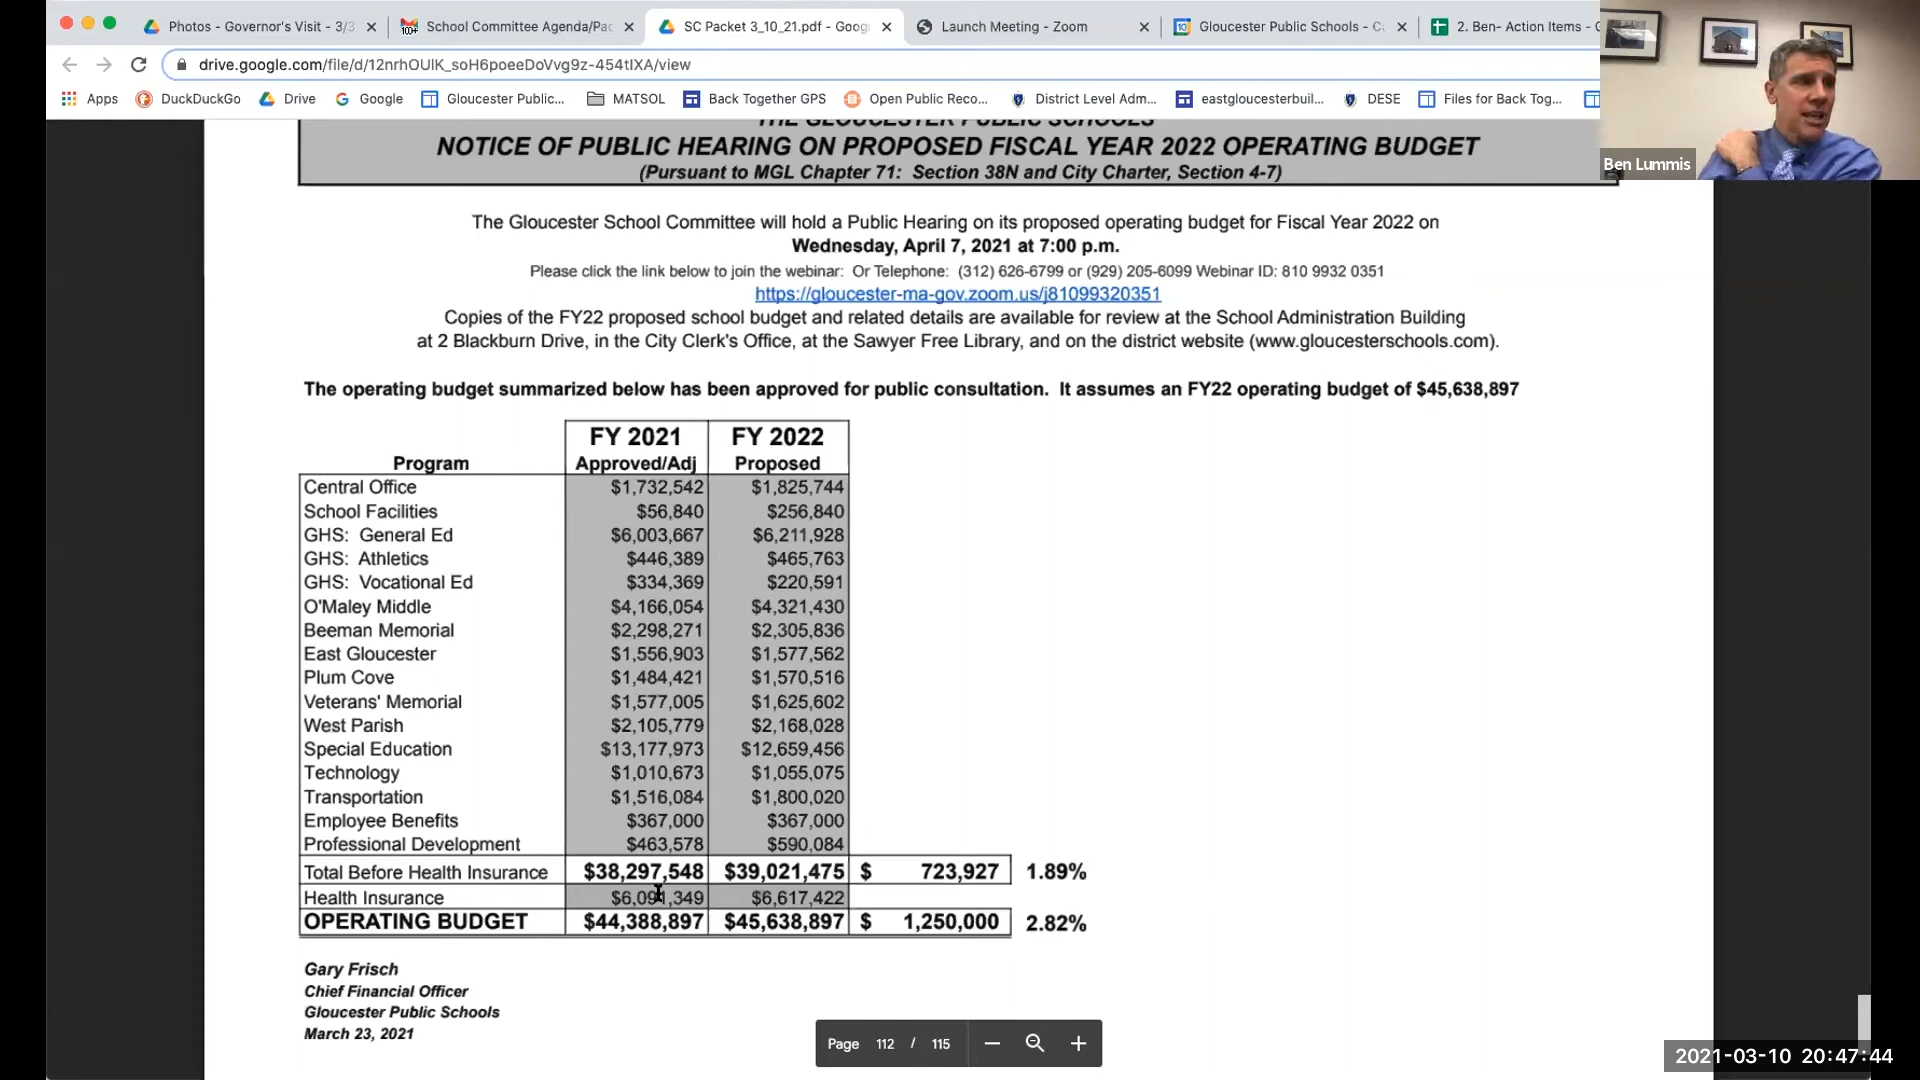 Photos - Governor's Visit - 3/3
100+
School Committee Agenda/Pac
SC Packet 3_10_21.pdf - Goog
Launch Meeting - Zoom
10
Gloucester Public Schools - Ca
2. Ben- Action Items - G
drive.google.com/file/d/12nrhOUlK_soH6poeeDoVvg9z-454tIXA/view
Apps
DuckDuckGo
Drive
Google
Gloucester Public...
MATSOL
Back Together GPS
Open Public Reco...
District Level Adm...
eastgloucesterbuil...
DESE
Files for Back Tog...
Ben Lummis
THE GLOUCESTER PUBLIC SCHOOLS
NOTICE OF PUBLIC HEARING ON PROPOSED FISCAL YEAR 2022 OPERATING BUDGET
(Pursuant to MGL Chapter 71: Section 38N and City Charter, Section 4-7)
The Gloucester School Committee will hold a Public Hearing on its proposed operating budget for Fiscal Year 2022 on
Wednesday, April 7, 2021 at 7:00 p.m.
Please click the link below to join the webinar: Or Telephone: (312) 626-6799 or (929) 205-6099 Webinar ID: 810 9932 0351
https://gloucester-ma-gov.zoom.us/j81099320351
Copies of the FY22 proposed school budget and related details are available for review at the School Administration Building
at 2 Blackburn Drive, in the City Clerk's Office, at the Sawyer Free Library, and on the district website (www.gloucesterschools.com).
The operating budget summarized below has been approved for public consultation. It assumes an FY22 operating budget of $45,638,897
FY 2021 FY 2022
Program Approved/Adj Proposed
Central Office $1,732,542 $1,825,744
School Facilities $56,840 $256,840
GHS: General Ed $6,003,667 $6,211,928
GHS: Athletics $446,389 $465,763
GHS: Vocational Ed $334,369 $220,591
O'Maley Middle $4,166,054 $4,321,430
Beeman Memorial $2,298,271 $2,305,836
East Gloucester $1,556,903 $1,577,562
Plum Cove $1,484,421 $1,570,516
Veterans' Memorial $1,577,005 $1,625,602
West Parish $2,105,779 $2,168,028
Special Education $13,177,973 $12,659,456
Technology $1,010,673 $1,055,075
Transportation $1,516,084 $1,800,020
Employee Benefits $367,000 $367,000
Professional Development $463,578 $590,084
Total Before Health Insurance $38,297,548 $39,021,475 $ 723,927 1.89%
Health Insurance $6,091,349 $6,617,422
OPERATING BUDGET $44,388,897 $45,638,897 $ 1,250,000 2.82%
Gary Frisch
Chief Financial Officer
Gloucester Public Schools
March 23, 2021
Page 112 / 115
2021-03-10 20:47:44